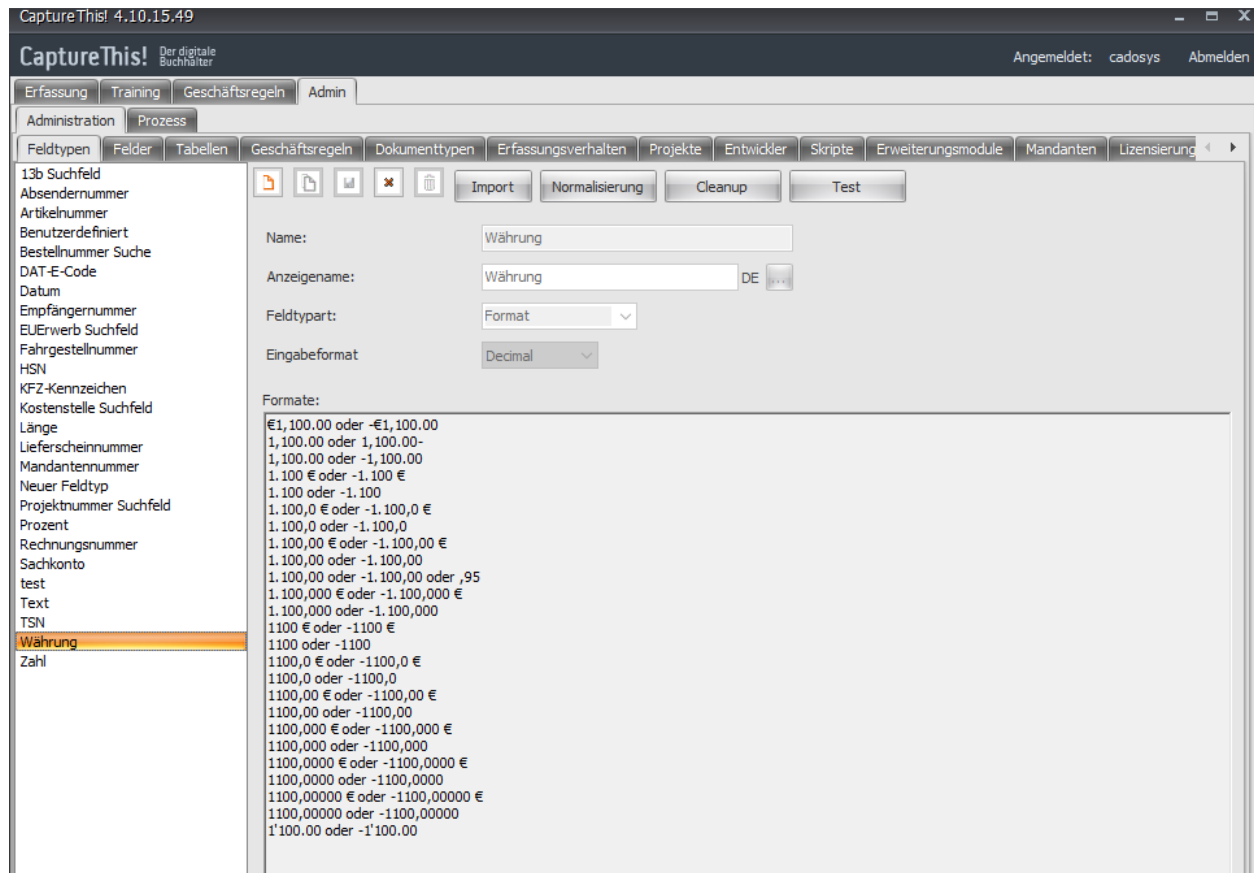 CaptureThis! 4.10.15.49
CaptureThis! Der digitale Buchhalter
Angemeldet: cadosys Abmelden
Erfassung Training Geschäftsregeln Admin
Administration Prozess
Feldtypen Felder Tabellen Geschäftsregeln Dokumenttypen Erfassungsverhalten Projekte Entwickler Skripte Erweiterungsmodule Mandanten Lizensierung
13b Suchfeld
Absendernummer
Artikelnummer
Benutzerdefiniert
Bestellnummer Suche
DAT-E-Code
Datum
Empfängernummer
EUErwerb Suchfeld
Fahrgestellnummer
HSN
KFZ-Kennzeichen
Kostenstelle Suchfeld
Länge
Lieferscheinnummer
Mandantennummer
Neuer Feldtyp
Projektnummer Suchfeld
Prozent
Rechnungsnummer
Sachkonto
test
Text
TSN
Währung
Zahl
Import Normalisierung Cleanup Test
Name: Währung
Anzeigename: Währung DE ...
Feldtypart: Format
Eingabeformat Decimal
Formate:
€1,100.00 oder -€1,100.00
1,100.00 oder 1,100.00-
1,100.00 oder -1,100.00
1.100 € oder -1.100 €
1.100 oder -1.100
1.100,0 € oder -1.100,0 €
1.100,0 oder -1.100,0
1.100,00 € oder -1.100,00 €
1.100,00 oder -1.100,00
1.100,00 oder -1.100,00 oder ,95
1.100,000 € oder -1.100,000 €
1.100,000 oder -1.100,000
1100 € oder -1100 €
1100 oder -1100
1100,0 € oder -1100,0 €
1100,0 oder -1100,0
1100,00 € oder -1100,00 €
1100,00 oder -1100,00
1100,000 € oder -1100,000 €
1100,000 oder -1100,000
1100,0000 € oder -1100,0000 €
1100,0000 oder -1100,0000
1100,00000 € oder -1100,00000 €
1100,00000 oder -1100,00000
1'100.00 oder -1'100.00